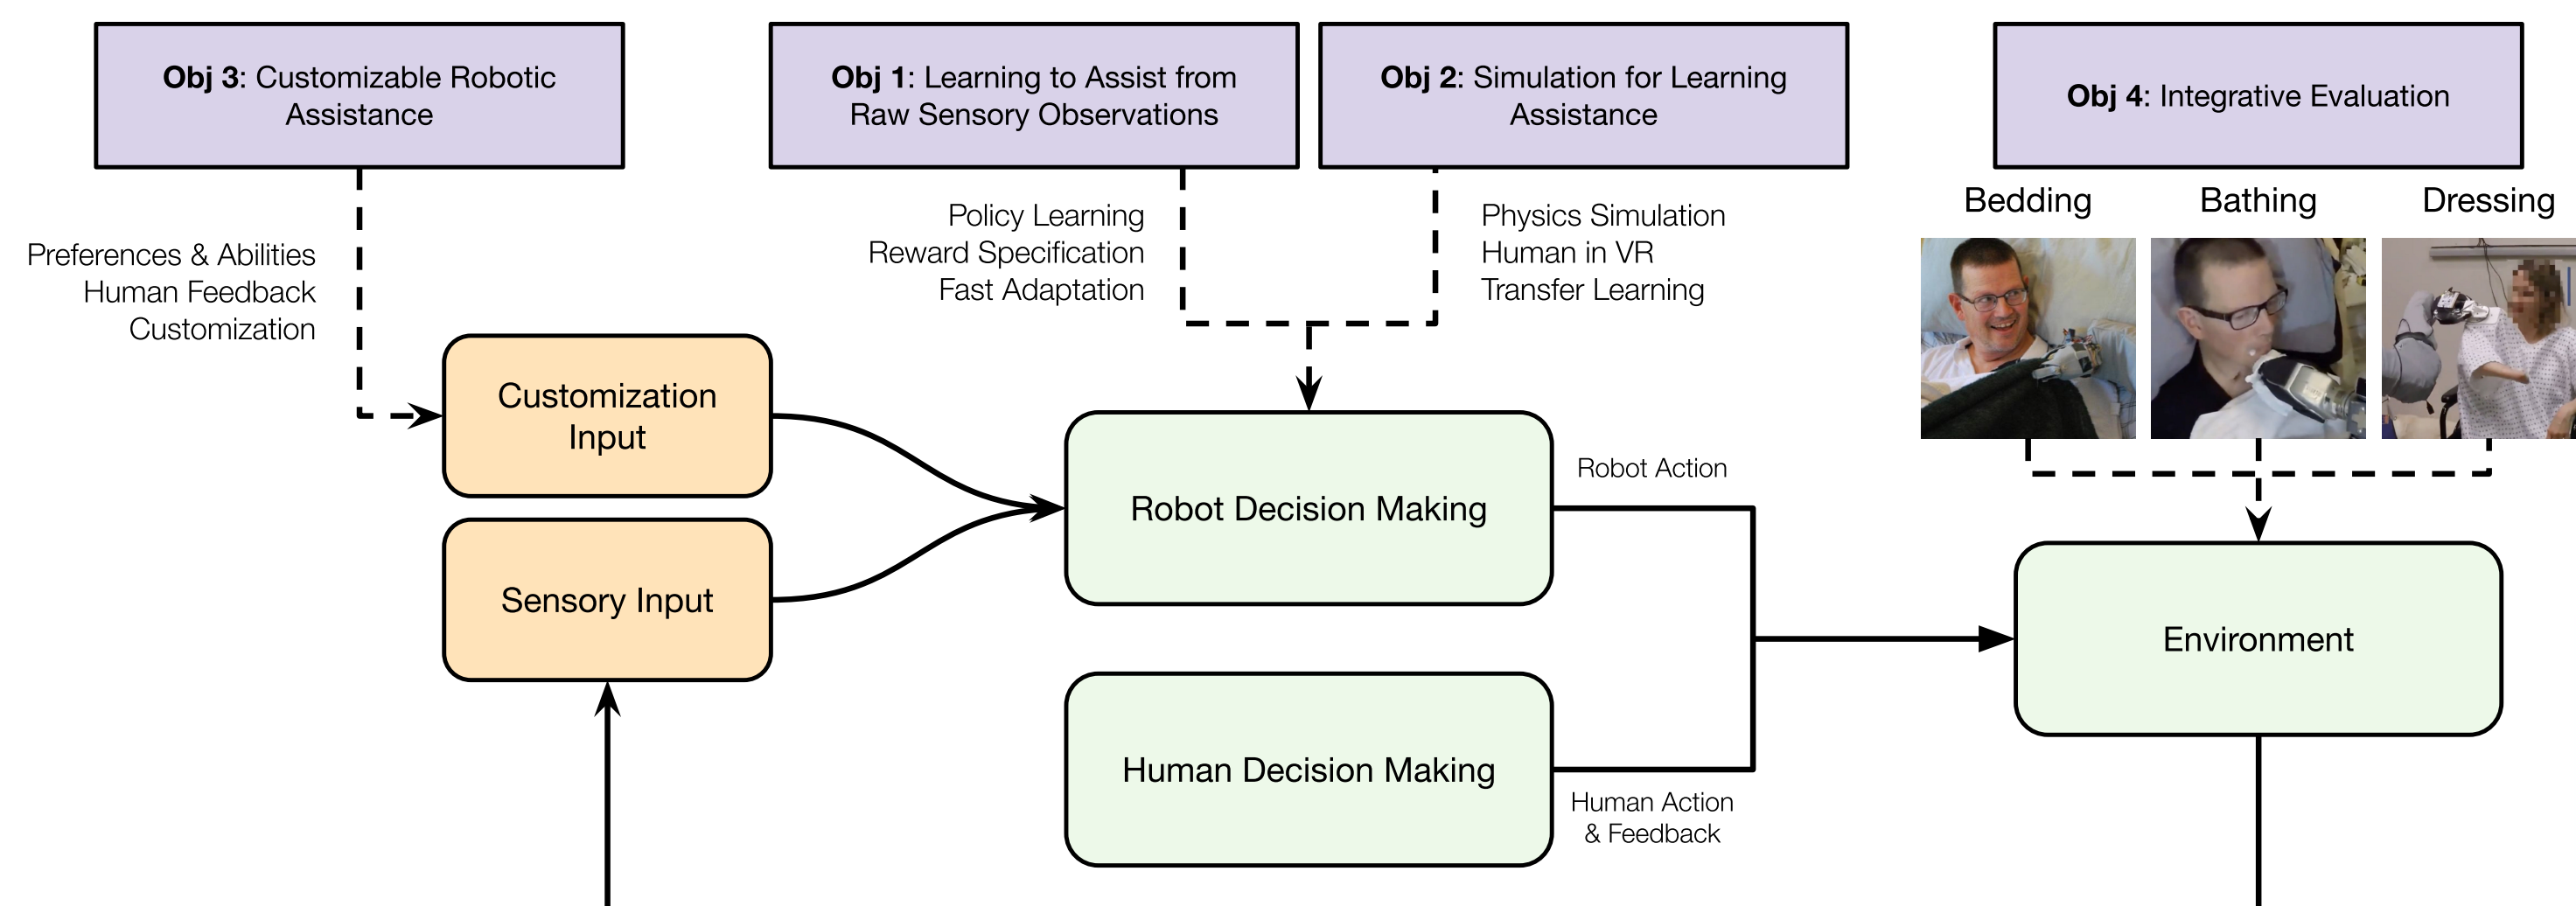 Obj 3: Customizable Robotic
Assistance
Obj 1: Learning to Assist from
Raw Sensory Observations
Obj 2: Simulation for Learning
Assistance
Obj 4: Integrative Evaluation
Bedding
Bathing
Dressing
Preferences & Abilities
Human Feedback
Customization
Policy Learning
Reward Specification
Fast Adaptation
Physics Simulation
Human in VR
Transfer Learning
Customization
Input
Sensory Input
Robot Decision Making
Robot Action
Human Decision Making
Human Action
& Feedback
Environment